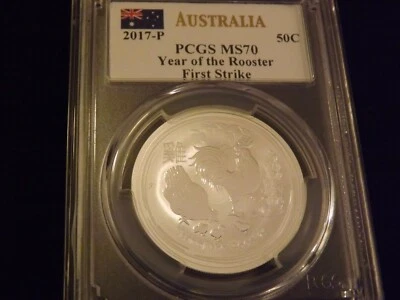 AUSTRALIA
2017-P 50C
PCGS MS70
Year of the Rooster
First Strike